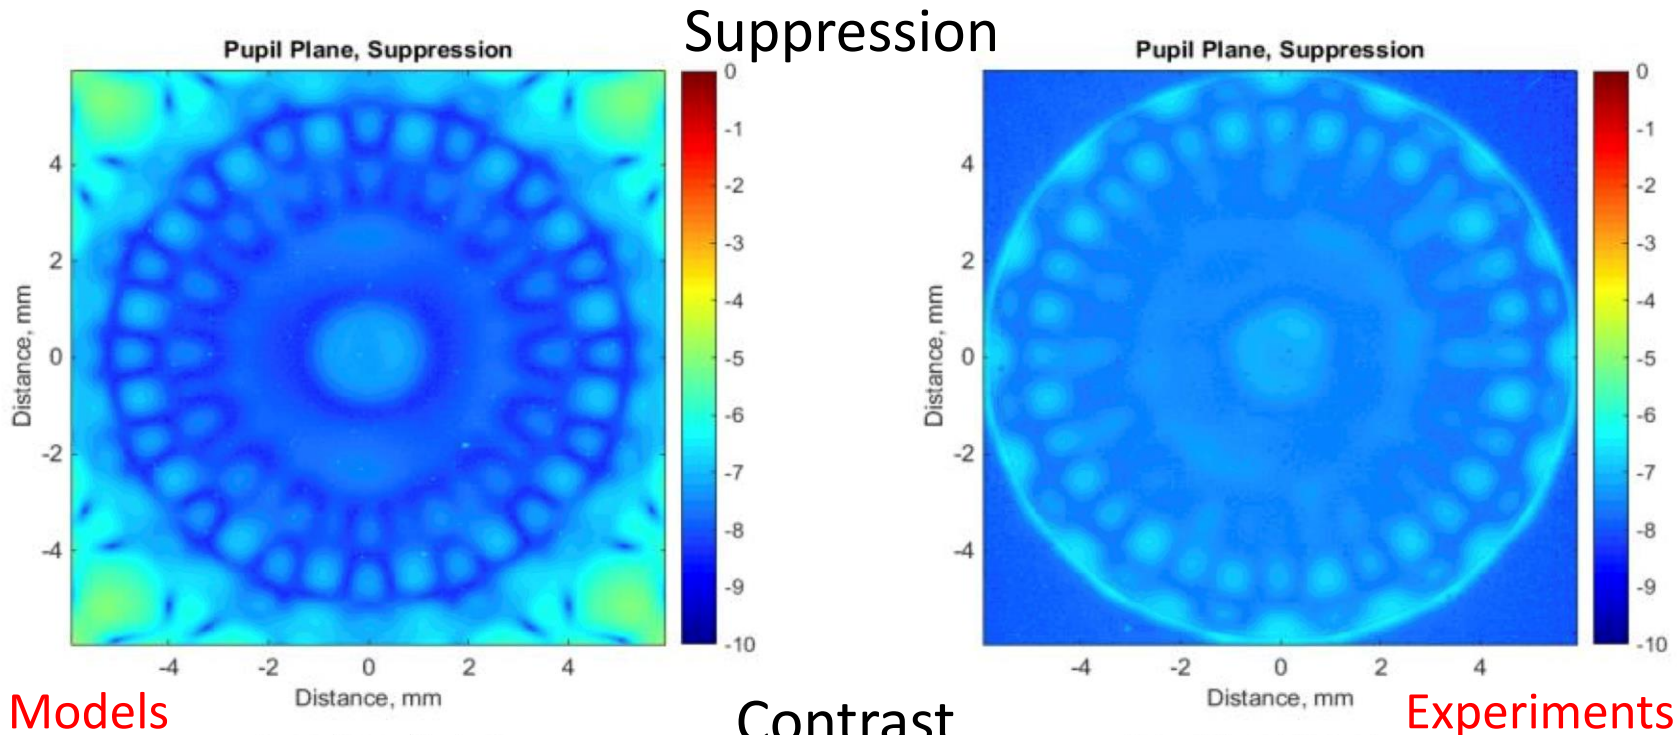 Suppression
Pupil Plane, Suppression
0
-1
-2
-3
-4
-5
-6
-7
-8
-9
-10
4
2
0
-2
-4
Distance, mm
-4 -2 0 2 4
Distance, mm
Pupil Plane, Suppression
0
-1
-2
-3
-4
-5
-6
-7
-8
-9
-10
4
2
0
-2
-4
Distance, mm
-4 -2 0 2 4
Distance, mm
Models
Contrast
Experiments